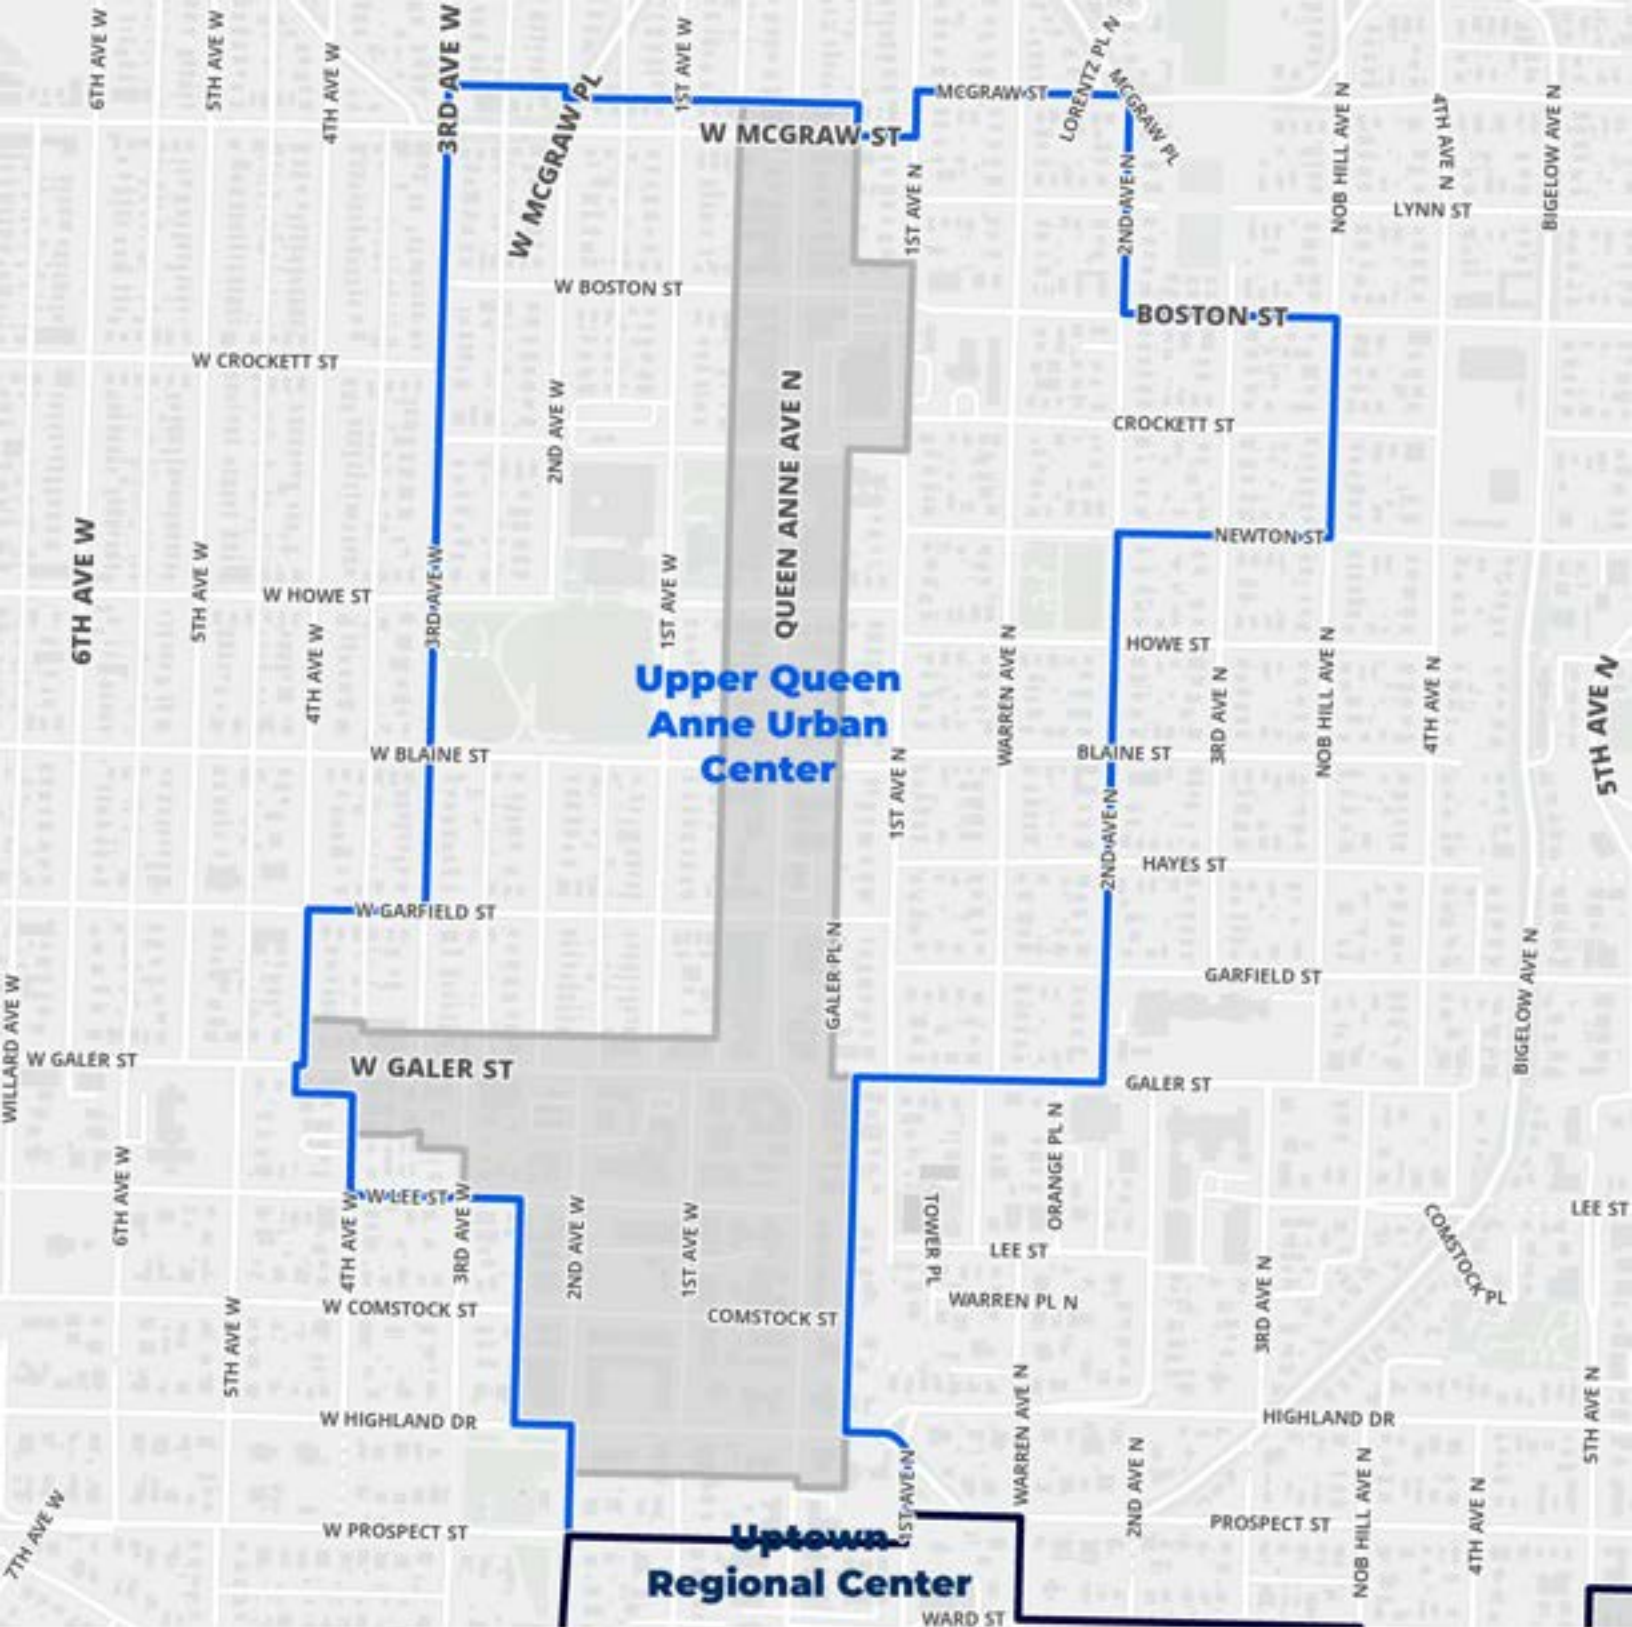 6TH AVE W
5TH AVE W
4TH AVE W
3RD AVE W
W MCGRAW PL
1ST AVE W
W MCGRAW ST
MCGRAW ST
LORENTZ PL N
MCGRAW PL
2ND AVE N
1ST AVE N
NOB HILL AVE N
4TH AVE N
BIGELOW AVE N
LYNN ST
W BOSTON ST
BOSTON ST
W CROCKETT ST
2ND AVE W
QUEEN ANNE AVE N
CROCKETT ST
6TH AVE W
5TH AVE W
W HOWE ST
4TH AVE W
3RD AVE W
1ST AVE W
NEWTON ST
HOWE ST
WARREN AVE N
3RD AVE N
NOB HILL AVE N
4TH AVE N
5TH AVE N
Upper Queen
Anne Urban
Center
W BLAINE ST
BLAINE ST
1ST AVE N
2ND AVE N
HAYES ST
W GARFIELD ST
GALER PL N
GARFIELD ST
BIGELOW AVE N
WILLARD AVE W
W GALER ST
W GALER ST
GALER ST
6TH AVE W
4TH AVE W
W LEE ST
3RD AVE W
2ND AVE W
1ST AVE W
TOWER PL
ORANGE PL N
LEE ST
COMSTOCK PL
LEE ST
WARREN PL N
3RD AVE N
5TH AVE W
W COMSTOCK ST
COMSTOCK ST
W HIGHLAND DR
WARREN AVE N
HIGHLAND DR
5TH AVE N
7TH AVE W
W PROSPECT ST
1ST AVE N
2ND AVE N
PROSPECT ST
NOB HILL AVE N
4TH AVE N
Uptown
Regional Center
WARD ST